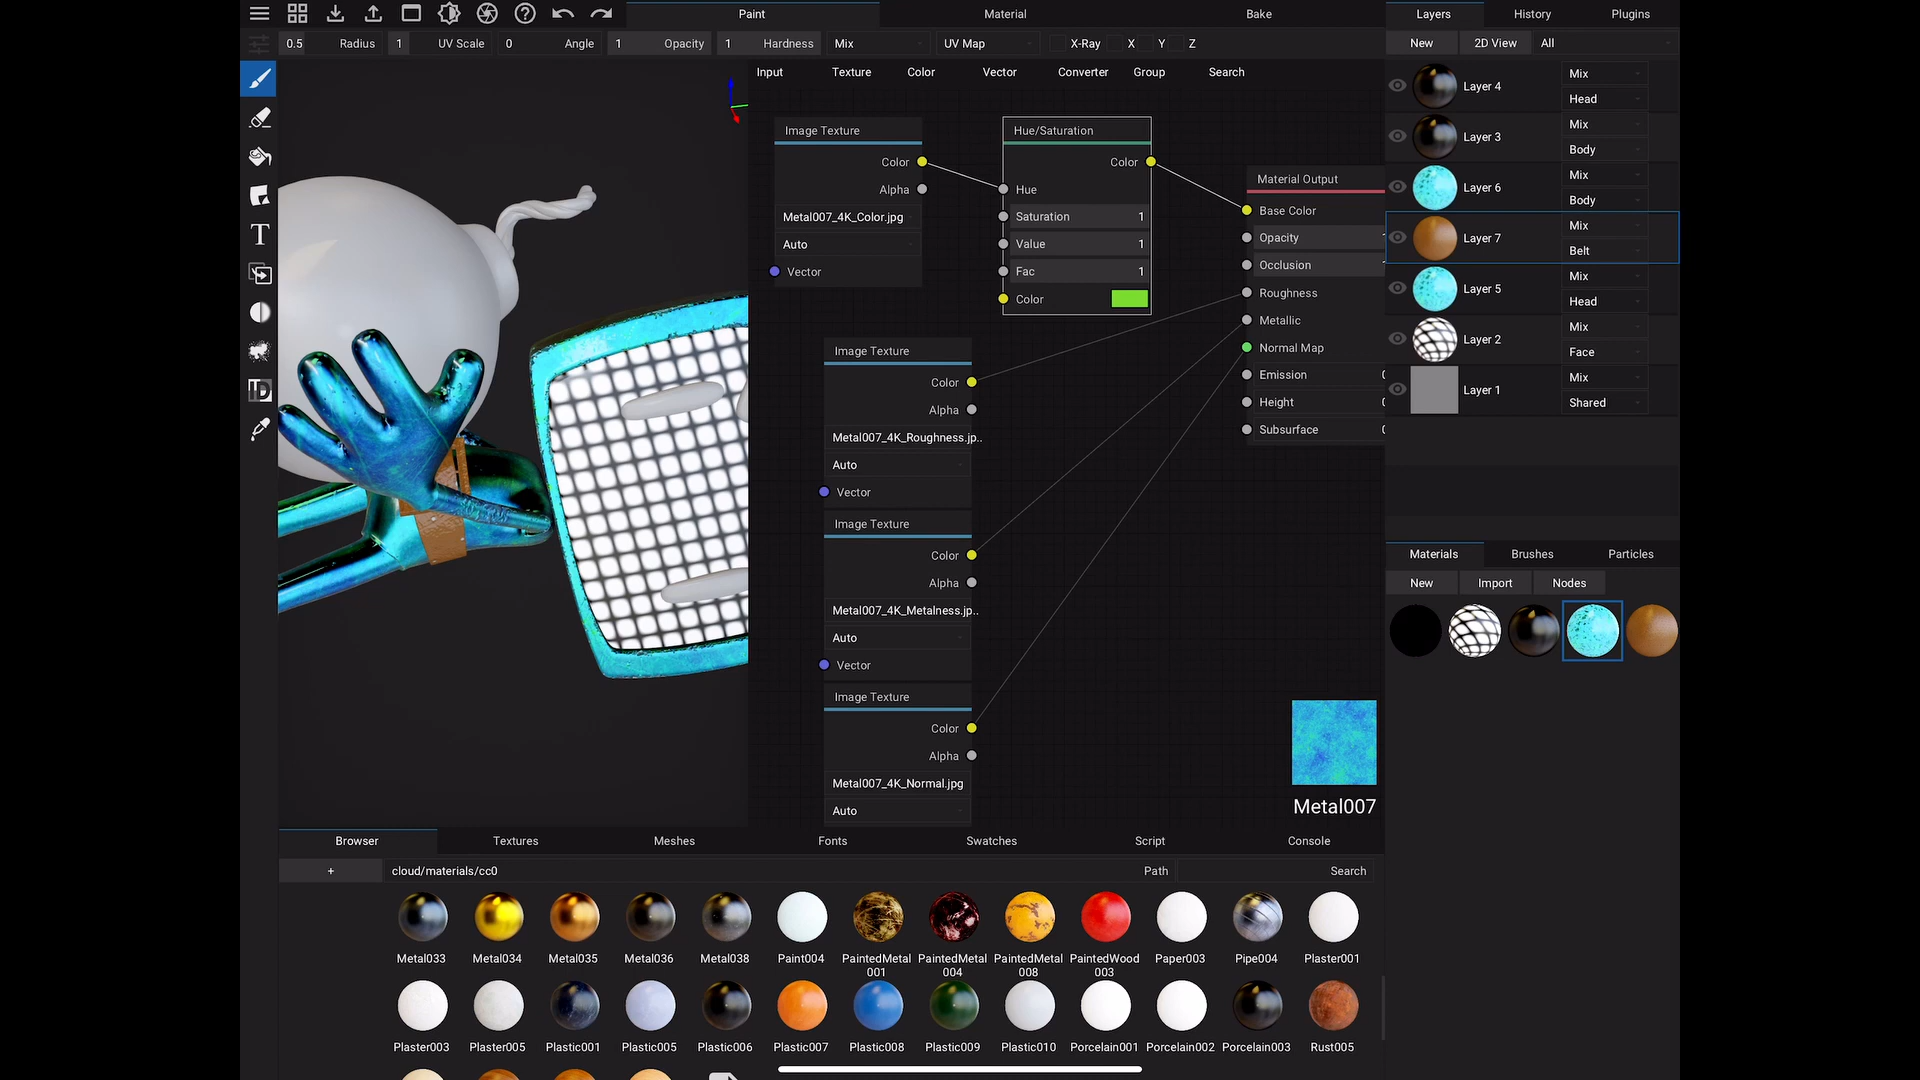 Paint
Material
Bake
Layers
History
Plugins
0.5 Radius
1 UV Scale
0 Angle
1 Opacity
1 Hardness
Mix
UV Map
X-Ray
X
Y
Z
New
2D View
All
Input
Texture
Color
Vector
Converter
Group
Search
Image Texture
Color
Alpha
Metal007_4K_Color.jpg
Auto
Vector
Hue/Saturation
Color
Hue
Saturation 1
Value 1
Fac 1
Color
Material Output
Base Color
Opacity
Occlusion
Roughness
Metallic
Normal Map
Emission
Height
Subsurface
Image Texture
Color
Alpha
Metal007_4K_Roughness.jp..
Auto
Vector
Image Texture
Color
Alpha
Metal007_4K_Metalness.jp..
Auto
Vector
Image Texture
Color
Alpha
Metal007_4K_Normal.jpg
Auto
Metal007
Layer 4
Mix
Head
Layer 3
Mix
Body
Layer 6
Mix
Body
Layer 7
Mix
Belt
Layer 5
Mix
Head
Layer 2
Mix
Face
Layer 1
Mix
Shared
Materials
Brushes
Particles
New
Import
Nodes
T
ID
Browser
Textures
Meshes
Fonts
Swatches
Script
Console
+
cloud/materials/cc0
Path
Search
Metal033
Metal034
Metal035
Metal036
Metal038
Paint004
PaintedMetal
001
PaintedMetal
004
PaintedMetal
008
PaintedWood
003
Paper003
Pipe004
Plaster001
Plaster003
Plaster005
Plastic001
Plastic005
Plastic006
Plastic007
Plastic008
Plastic009
Plastic010
Porcelain001
Porcelain002
Porcelain003
Rust005